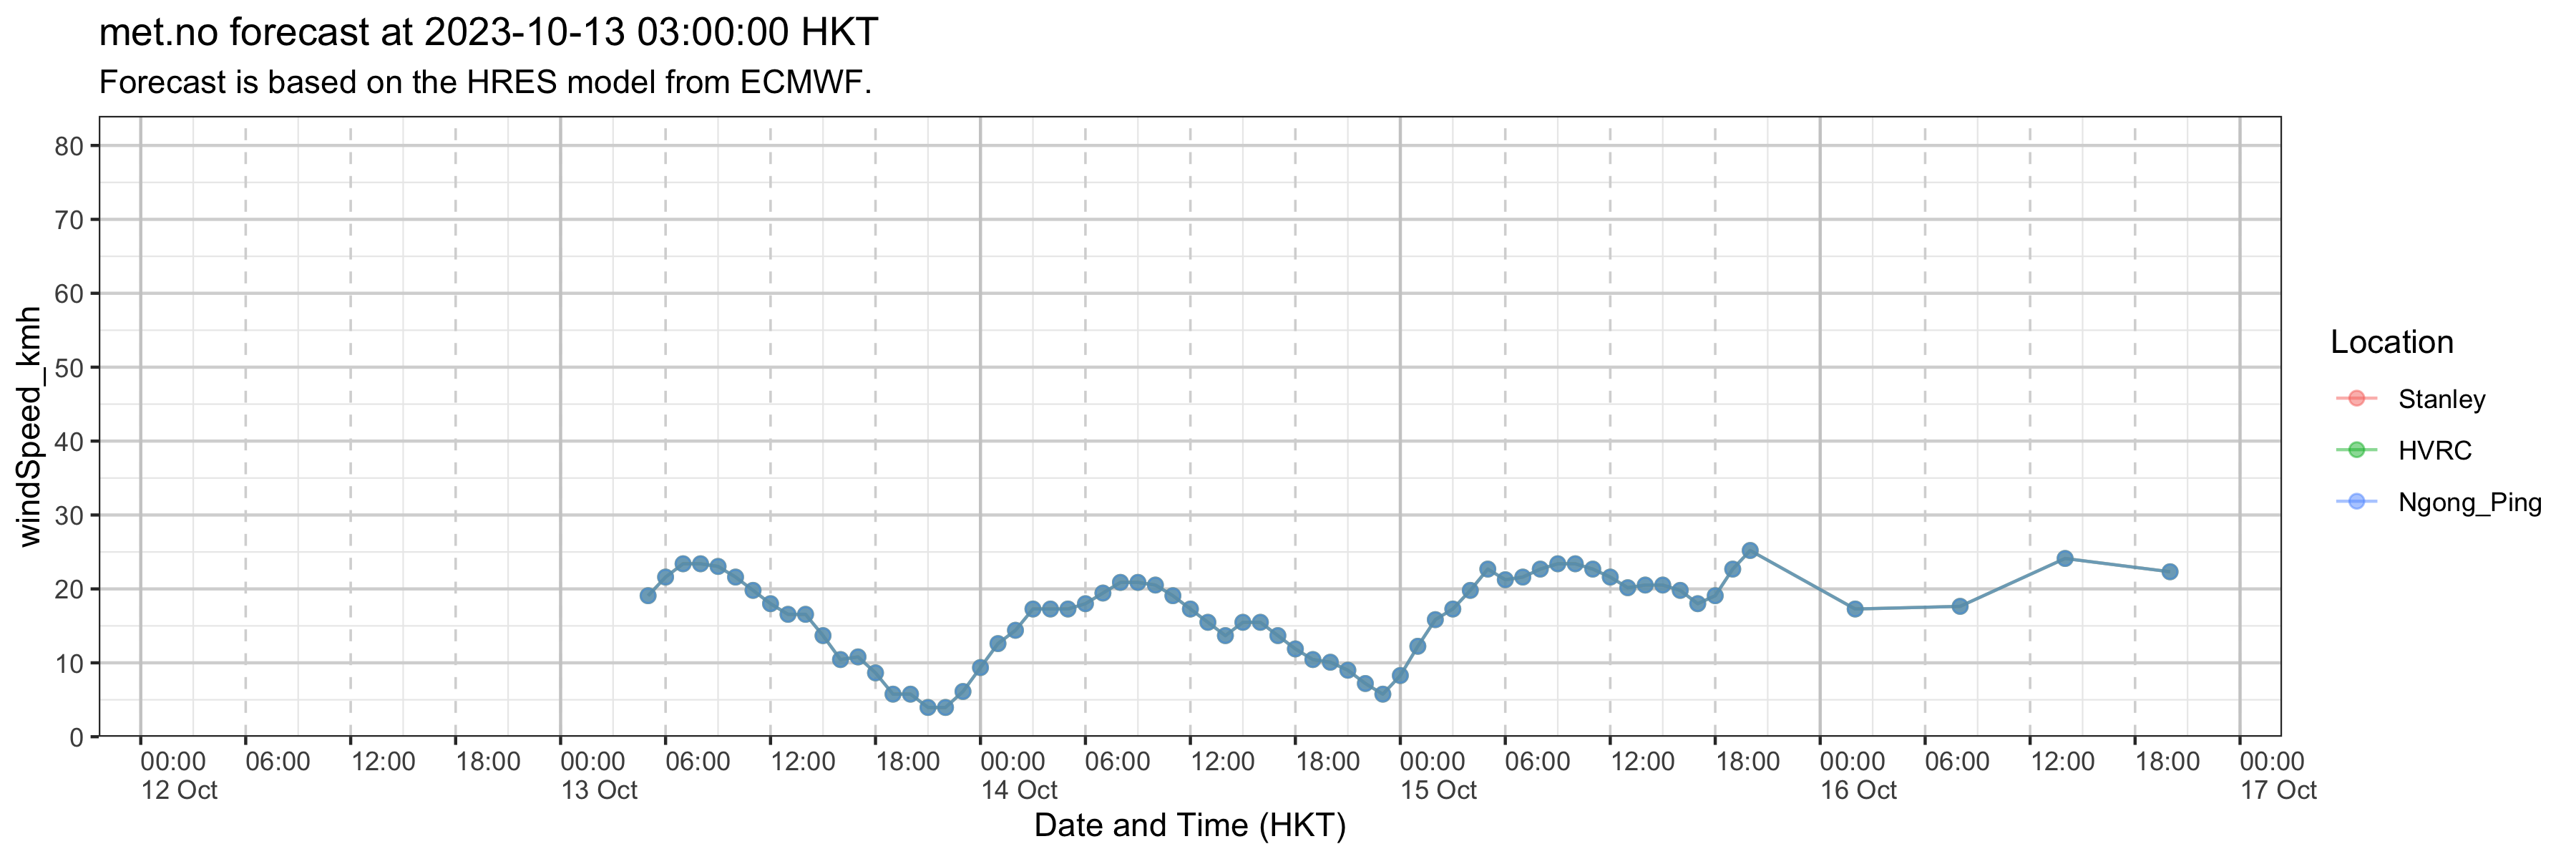 met.no forecast at 2023-10-13 03:00:00 HKT
Forecast is based on the HRES model from ECMWF.
windSpeed_kmh
80
70
60
50
40
30
20
10
0
00:00 06:00 12:00 18:00 00:00 06:00 12:00 18:00 00:00 06:00 12:00 18:00 00:00 06:00 12:00 18:00 00:00 06:00 12:00 18:00 00:00
12 Oct 13 Oct 14 Oct 15 Oct 16 Oct 17 Oct
Date and Time (HKT)
Location
Stanley
HVRC
Ngong_Ping